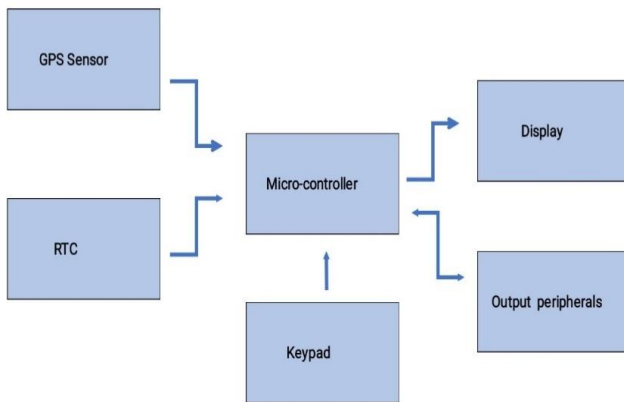 GPS Sensor
Display
Micro-controller
RTC
Output peripherals
Keypad